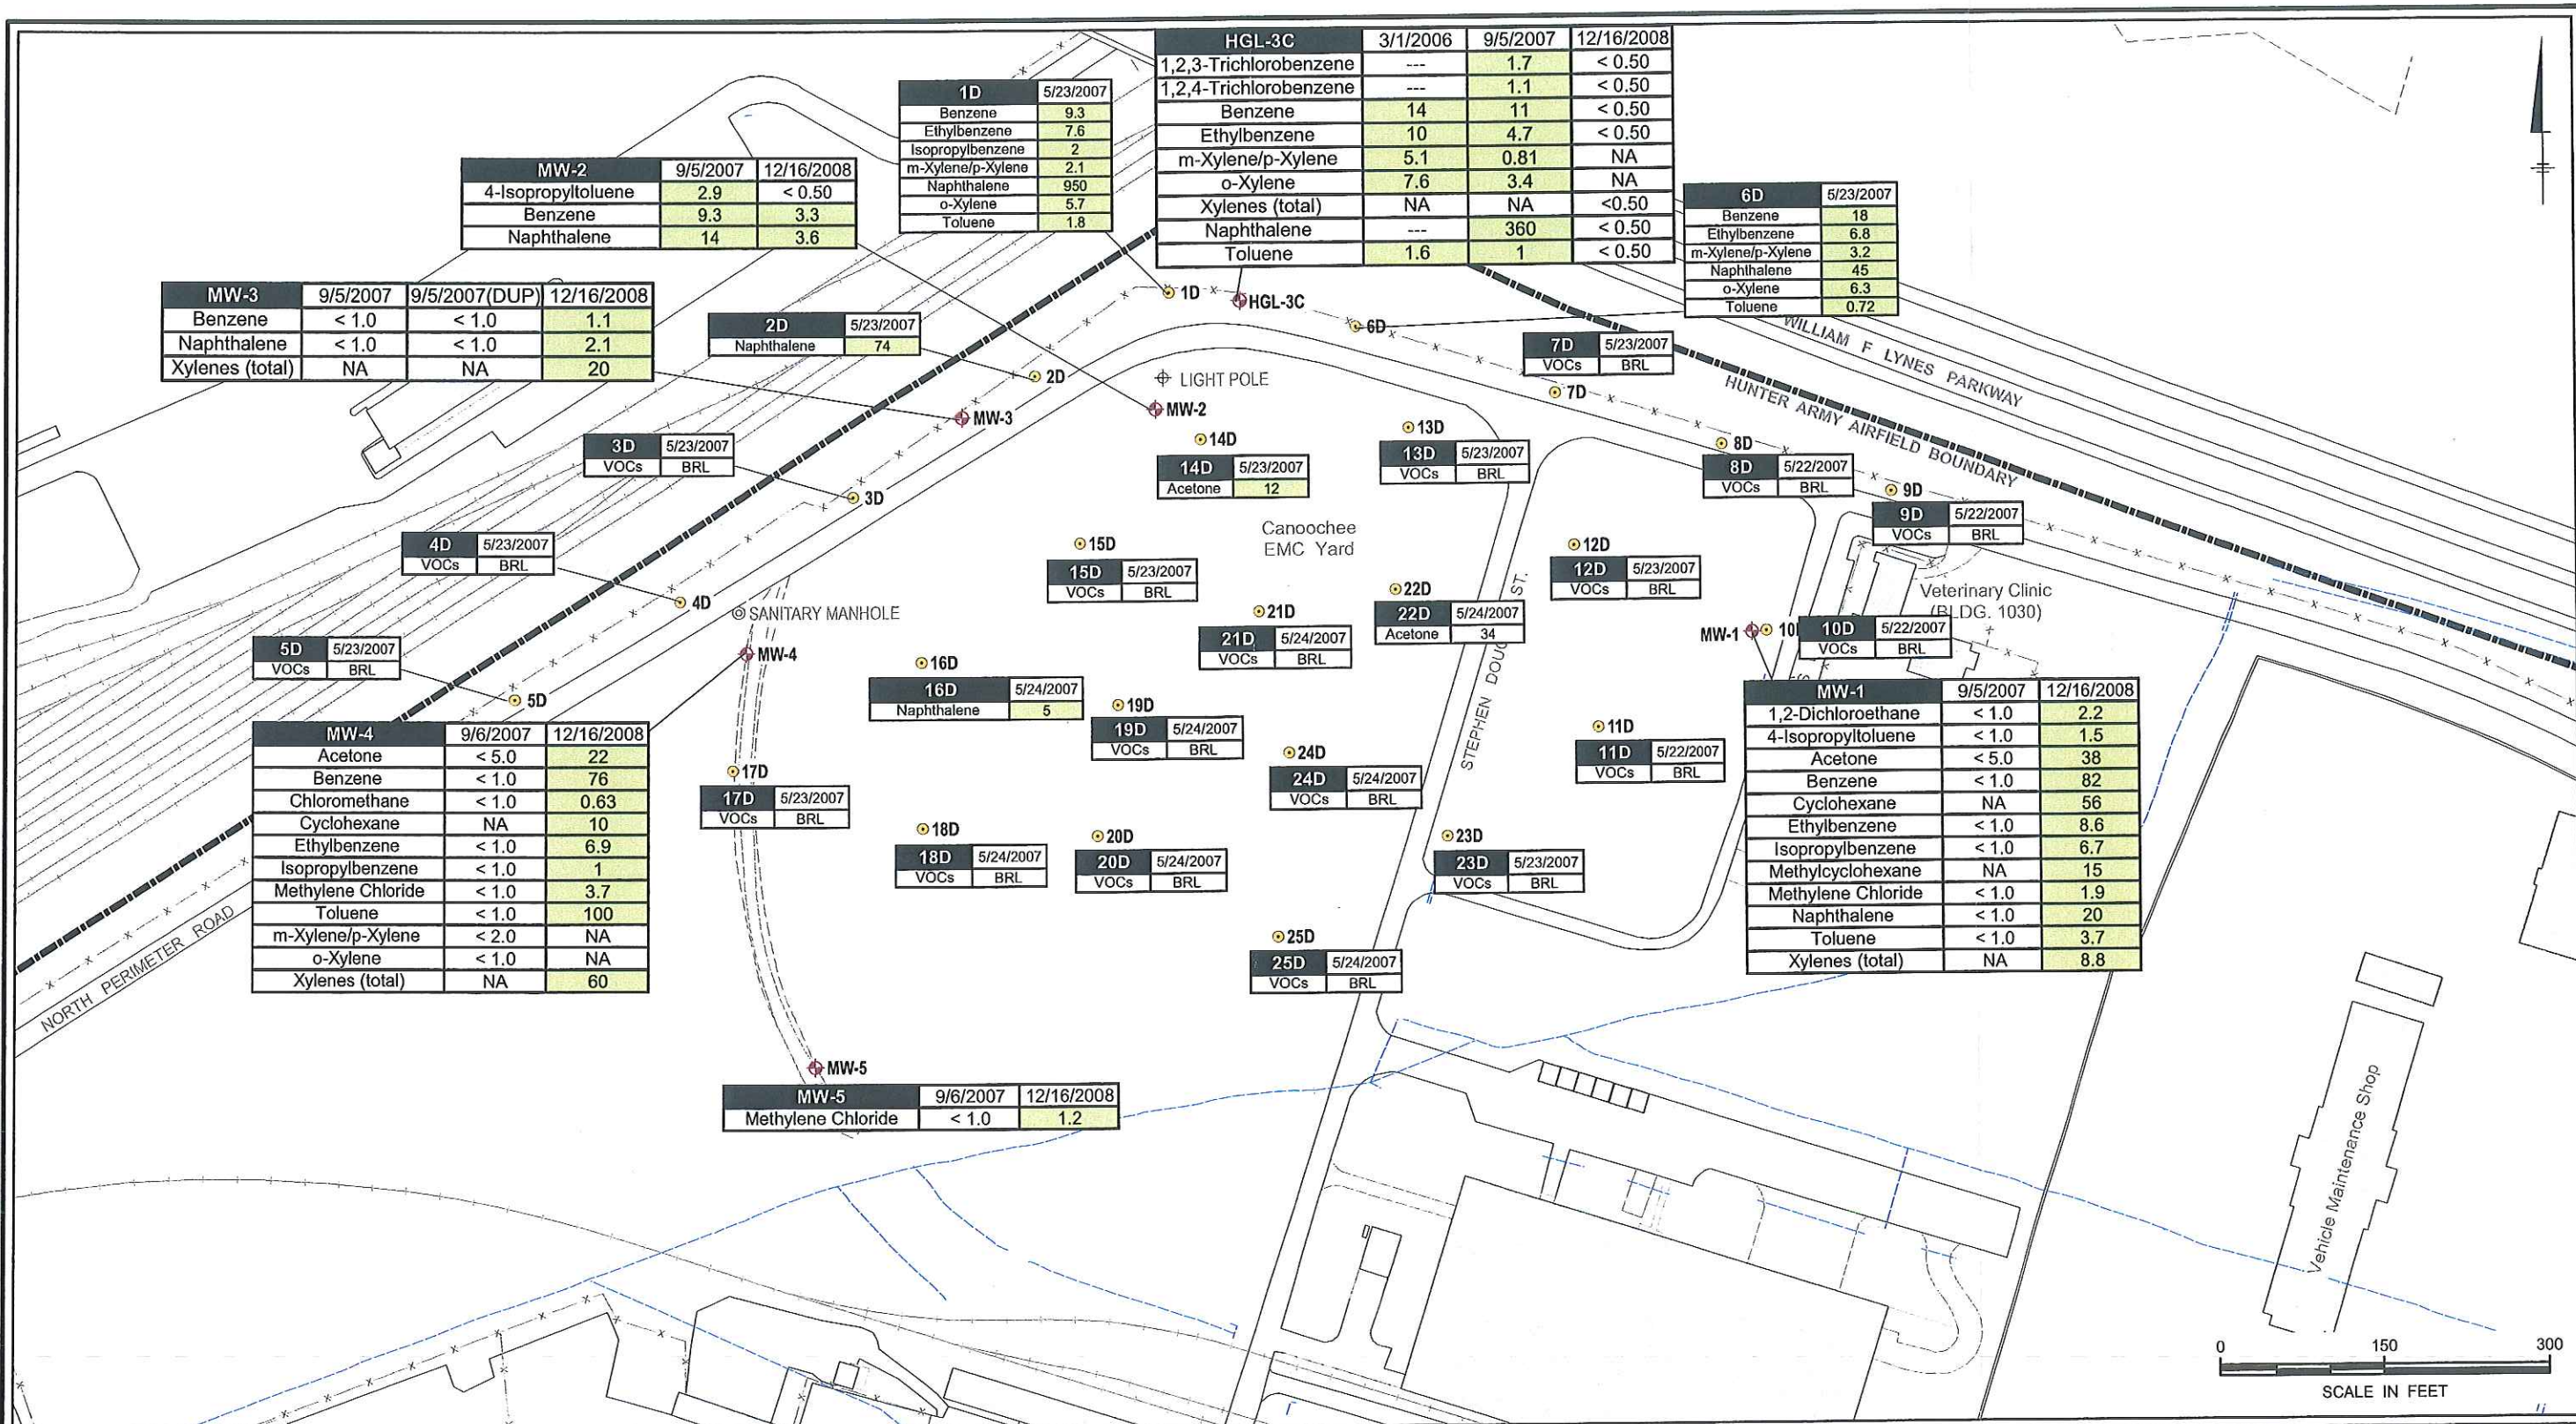 HGL-3C 3/1/2006 9/5/2007 12/16/2008
1,2,3-Trichlorobenzene --- 1.7 < 0.50
1,2,4-Trichlorobenzene --- 1.1 < 0.50
Benzene 14 11 < 0.50
Ethylbenzene 10 4.7 < 0.50
m-Xylene/p-Xylene 5.1 0.81 NA
o-Xylene 7.6 3.4 NA
Xylenes (total) NA NA <0.50
Naphthalene --- 360 < 0.50
Toluene 1.6 1 < 0.50
1D 5/23/2007
Benzene 9.3
Ethylbenzene 7.6
Isopropylbenzene 2
m-Xylene/p-Xylene 2.1
Naphthalene 950
o-Xylene 5.7
Toluene 1.8
MW-2 9/5/2007 12/16/2008
4-Isopropyltoluene 2.9 < 0.50
Benzene 9.3 3.3
Naphthalene 14 3.6
6D 5/23/2007
Benzene 18
Ethylbenzene 6.8
m-Xylene/p-Xylene 3.2
Naphthalene 45
o-Xylene 6.3
Toluene 0.72
MW-3 9/5/2007 9/5/2007(DUP) 12/16/2008
Benzene < 1.0 < 1.0 1.1
Naphthalene < 1.0 < 1.0 2.1
Xylenes (total) NA NA 20
1D
HGL-3C
6D
2D 5/23/2007
Naphthalene 74
2D
LIGHT POLE
MW-2
MW-3
7D 5/23/2007
VOCs BRL
7D
WILLIAM F LYNES PARKWAY
HUNTER ARMY AIRFIELD BOUNDARY
3D 5/23/2007
VOCs BRL
3D
14D
14D 5/23/2007
Acetone 12
13D
13D 5/23/2007
VOCs BRL
8D
8D 5/22/2007
VOCs BRL
9D
9D 5/22/2007
VOCs BRL
4D 5/23/2007
VOCs BRL
4D
Canoochee
EMC Yard
15D
15D 5/23/2007
VOCs BRL
12D
12D 5/23/2007
VOCs BRL
22D
22D 5/24/2007
Acetone 34
21D
21D 5/24/2007
VOCs BRL
Veterinary Clinic
(BLDG. 1030)
SANITARY MANHOLE
MW-4
MW-1
10D 5/22/2007
VOCs BRL
5D 5/23/2007
VOCs BRL
5D
16D
16D 5/24/2007
Naphthalene 5
19D
19D 5/24/2007
VOCs BRL
STEPHEN ST.
11D
11D 5/22/2007
VOCs BRL
24D
24D 5/24/2007
VOCs BRL
MW-4 9/6/2007 12/16/2008
Acetone < 5.0 22
Benzene < 1.0 76
Chloromethane < 1.0 0.63
Cyclohexane NA 10
Ethylbenzene < 1.0 6.9
Isopropylbenzene < 1.0 1
Methylene Chloride < 1.0 3.7
Toluene < 1.0 100
m-Xylene/p-Xylene < 2.0 NA
o-Xylene < 1.0 NA
Xylenes (total) NA 60
MW-1 9/5/2007 12/16/2008
1,2-Dichloroethane < 1.0 2.2
4-Isopropyltoluene < 1.0 1.5
Acetone < 5.0 38
Benzene < 1.0 82
Cyclohexane NA 56
Ethylbenzene < 1.0 8.6
Isopropylbenzene < 1.0 6.7
Methylcyclohexane NA 15
Methylene Chloride < 1.0 1.9
Naphthalene < 1.0 20
Toluene < 1.0 3.7
Xylenes (total) NA 8.8
17D
17D 5/23/2007
VOCs BRL
18D
18D 5/24/2007
VOCs BRL
20D
20D 5/24/2007
VOCs BRL
23D
23D 5/23/2007
VOCs BRL
25D
25D 5/24/2007
VOCs BRL
NORTH PERIMETER ROAD
MW-5
MW-5 9/6/2007 12/16/2008
Methylene Chloride < 1.0 1.2
Vehicle Maintenance Shop
0 150 300
SCALE IN FEET